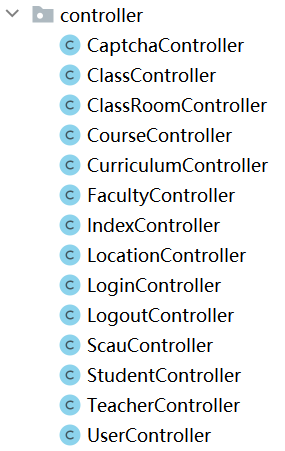 controller
C CaptchaController
C ClassController
C ClassRoomController
C CourseController
C CurriculumController
C FacultyController
C IndexController
C LocationController
C LoginController
C LogoutController
C ScauController
C StudentController
C TeacherController
C UserController